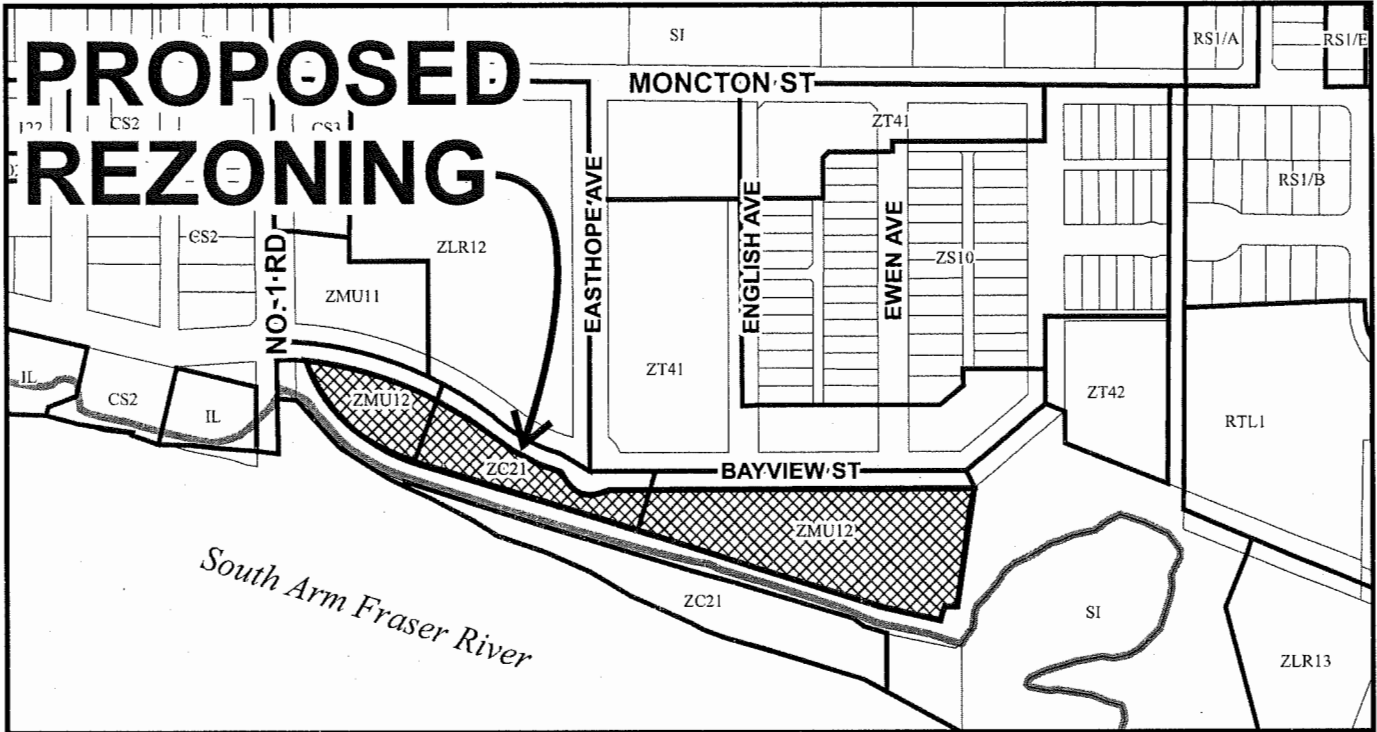 SI
RS1/A
RS1/E
PROPOSED
REZONING
MONCTON ST
CS2
CS3
ZT41
RS1/B
CS2
NO. 1 RD
ZLR12
EASTHOPE AVE
ENGLISH AVE
EWEN AVE
ZS10
ZMU11
ZT41
ZT42
IL
CS2
IL
ZMU12
RTL1
ZC21
BAYVIEW ST
ZMU12
South Arm Fraser River
ZC21
SI
ZLR13